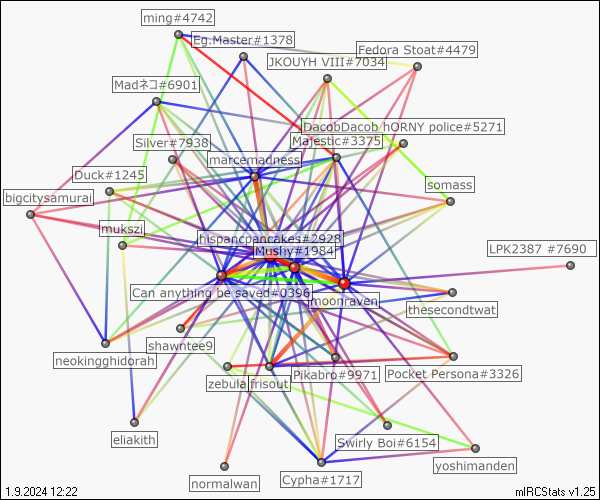 ming#4742
Eg.Master#1378
Fedora Stoat#4479
JKOUYH VIII#7034
Madネコ#6901
DacobDacob hORNY police#5271
Silver#7938
Majestic#3375
marcemadness
Duck#1245
somass
bigcitysamurai
mukszi
hispancpancakes#2928
Mushy#1984
LPK2387 #7690
Can anything be saved#0396
moonraven
thesecondtwat
shawntee9
neokingghidorah
Pikabro#9971
Pocket Persona#3326
zebula
frisout
eliakith
Swirly Boi#6154
yoshimanden
normalwan
Cypha#1717
1.9.2024 12:22
mIRCStats v1.25